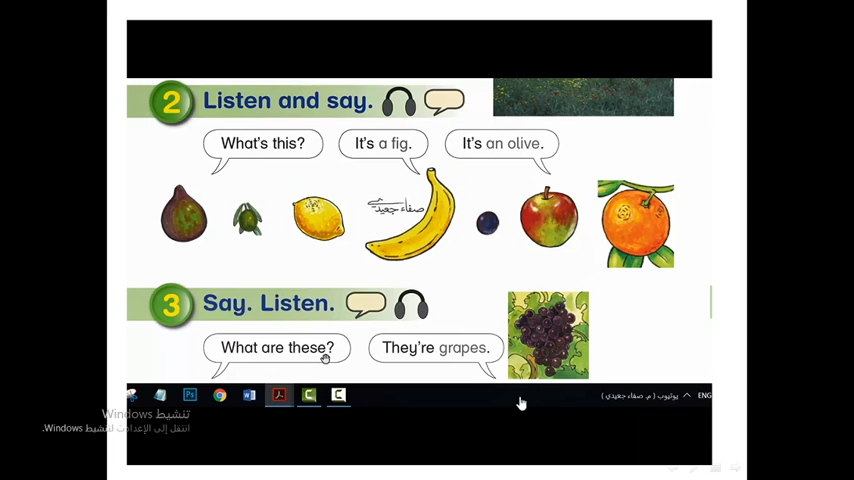 2 Listen and say.
What's this?
It's a fig.
It's an olive.
صفاء جعيدي
3 Say. Listen.
What are these?
They're grapes.
يوتيوب ( م. صفاء جعيدي )
ENG
تنشيط Windows
انتقل إلى الإعدادات لتنشيط Windows.